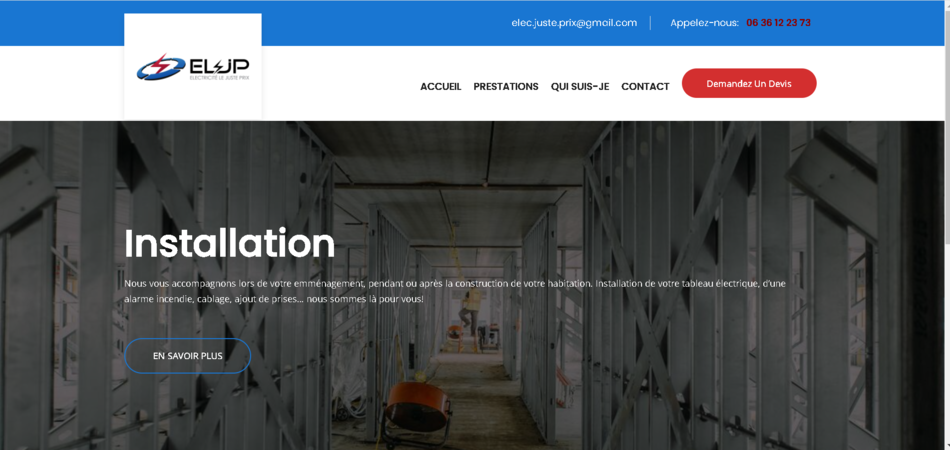 elec.juste.prix@gmail.com
Appelez-nous: 06 36 12 23 73
ELJP
ELECTRICITÉ LE JUSTE PRIX
ACCUEIL PRESTATIONS QUI SUIS-JE CONTACT Demandez Un Devis
Installation
Nous vous accompagnons lors de votre emménagement, pendant ou après la construction de votre habitation. Installation de votre tableau électrique, d'une
alarme incendie, cablage, ajout de prises... nous sommes là pour vous!
EN SAVOIR PLUS